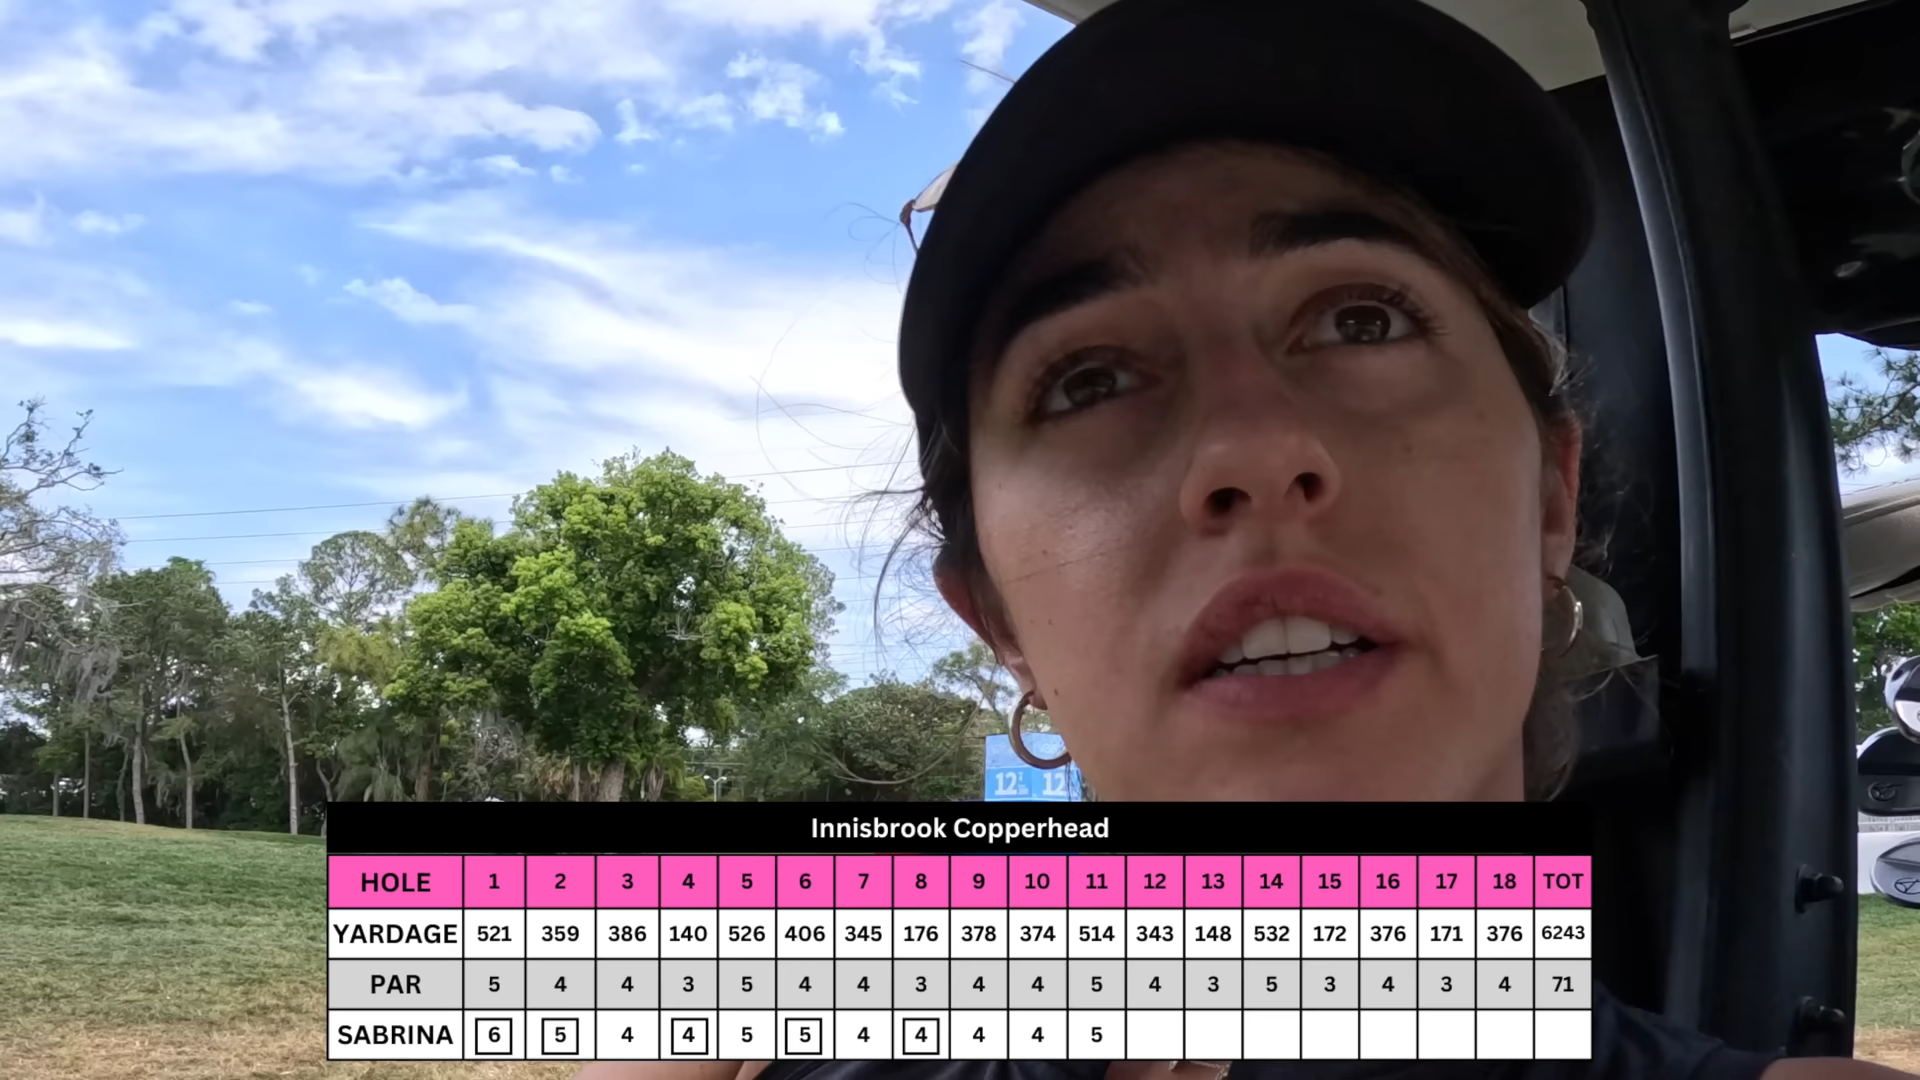 12 12
Innisbrook Copperhead
HOLE 1 2 3 4 5 6 7 8 9 10 11 12 13 14 15 16 17 18 TOT
YARDAGE 521 359 386 140 526 406 345 176 378 374 514 343 148 532 172 376 171 376 6243
PAR 5 4 4 3 5 4 4 3 4 4 5 4 3 5 3 4 3 4 71
SABRINA 6 5 4 4 5 5 4 4 4 4 5